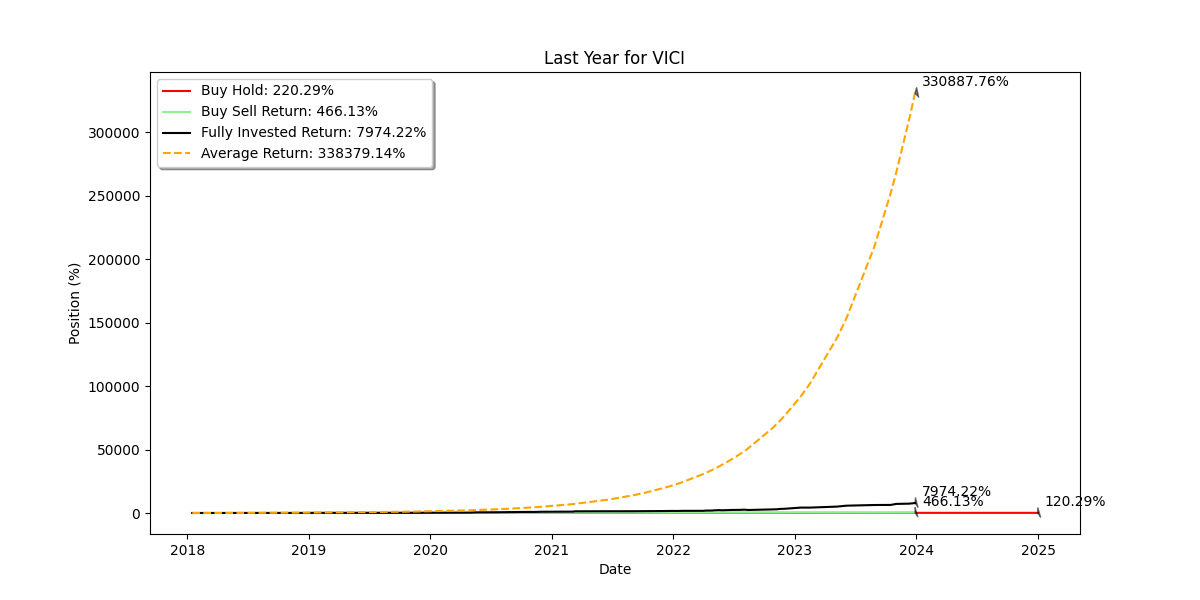 Last Year for VICI
Buy Hold: 220.29%
Buy Sell Return: 466.13%
Fully Invested Return: 7974.22%
Average Return: 338379.14%
330887.76%
7974.22%
466.13%
120.29%
Position (%)
300000
250000
200000
150000
100000
50000
0
2018 2019 2020 2021 2022 2023 2024 2025
Date